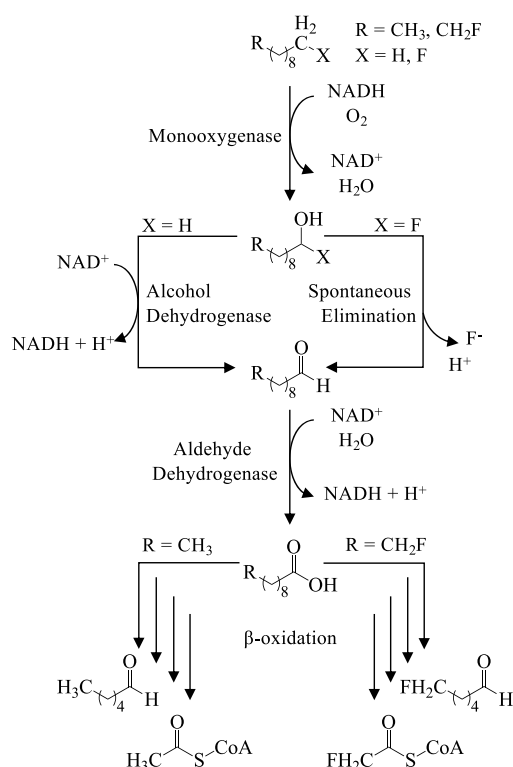 H₂
R C R = CH₃, CH₂F
8 X X = H, F
NADH
O₂
Monooxygenase
NAD⁺
H₂O
X = H OH X = F
R
8 X
NAD⁺
Alcohol Spontaneous
Dehydrogenase Elimination
F⁻
NADH + H⁺ O H⁺
R
8 H
NAD⁺
Aldehyde H₂O
Dehydrogenase
NADH + H⁺
R = CH₃ O R = CH₂F
R
8 OH
β-oxidation
O O
H₃C H FH₂C H
4 4
O O
CoA CoA
H₃C S FH₂C S